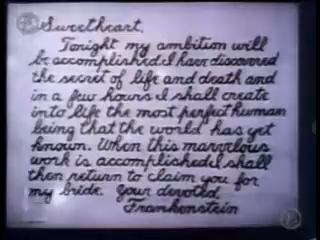 Sweetheart,
Tonight my ambition will
be accomplished. I have discovered
the secret of life and death and
in a few hours I shall create
into life the most perfect human
being that the world has yet
known. When this marvelous
work is accomplished I shall
then return to claim you for
my bride. Your devoted,
Frankenstein